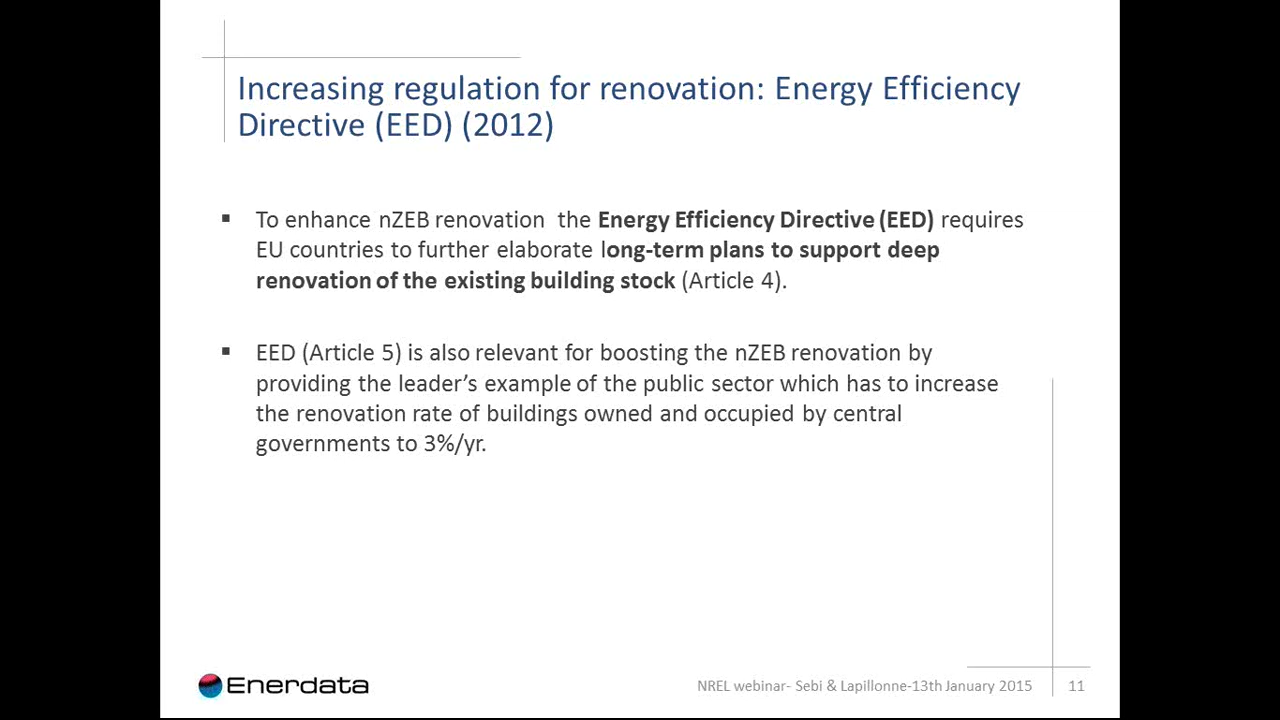 Increasing regulation for renovation: Energy Efficiency
Directive (EED) (2012)
▪ To enhance nZEB renovation the Energy Efficiency Directive (EED) requires
EU countries to further elaborate long-term plans to support deep
renovation of the existing building stock (Article 4).
▪ EED (Article 5) is also relevant for boosting the nZEB renovation by
providing the leader's example of the public sector which has to increase
the renovation rate of buildings owned and occupied by central
governments to 3%/yr.
Enerdata
NREL webinar- Sebi & Lapillonne-13th January 2015
11